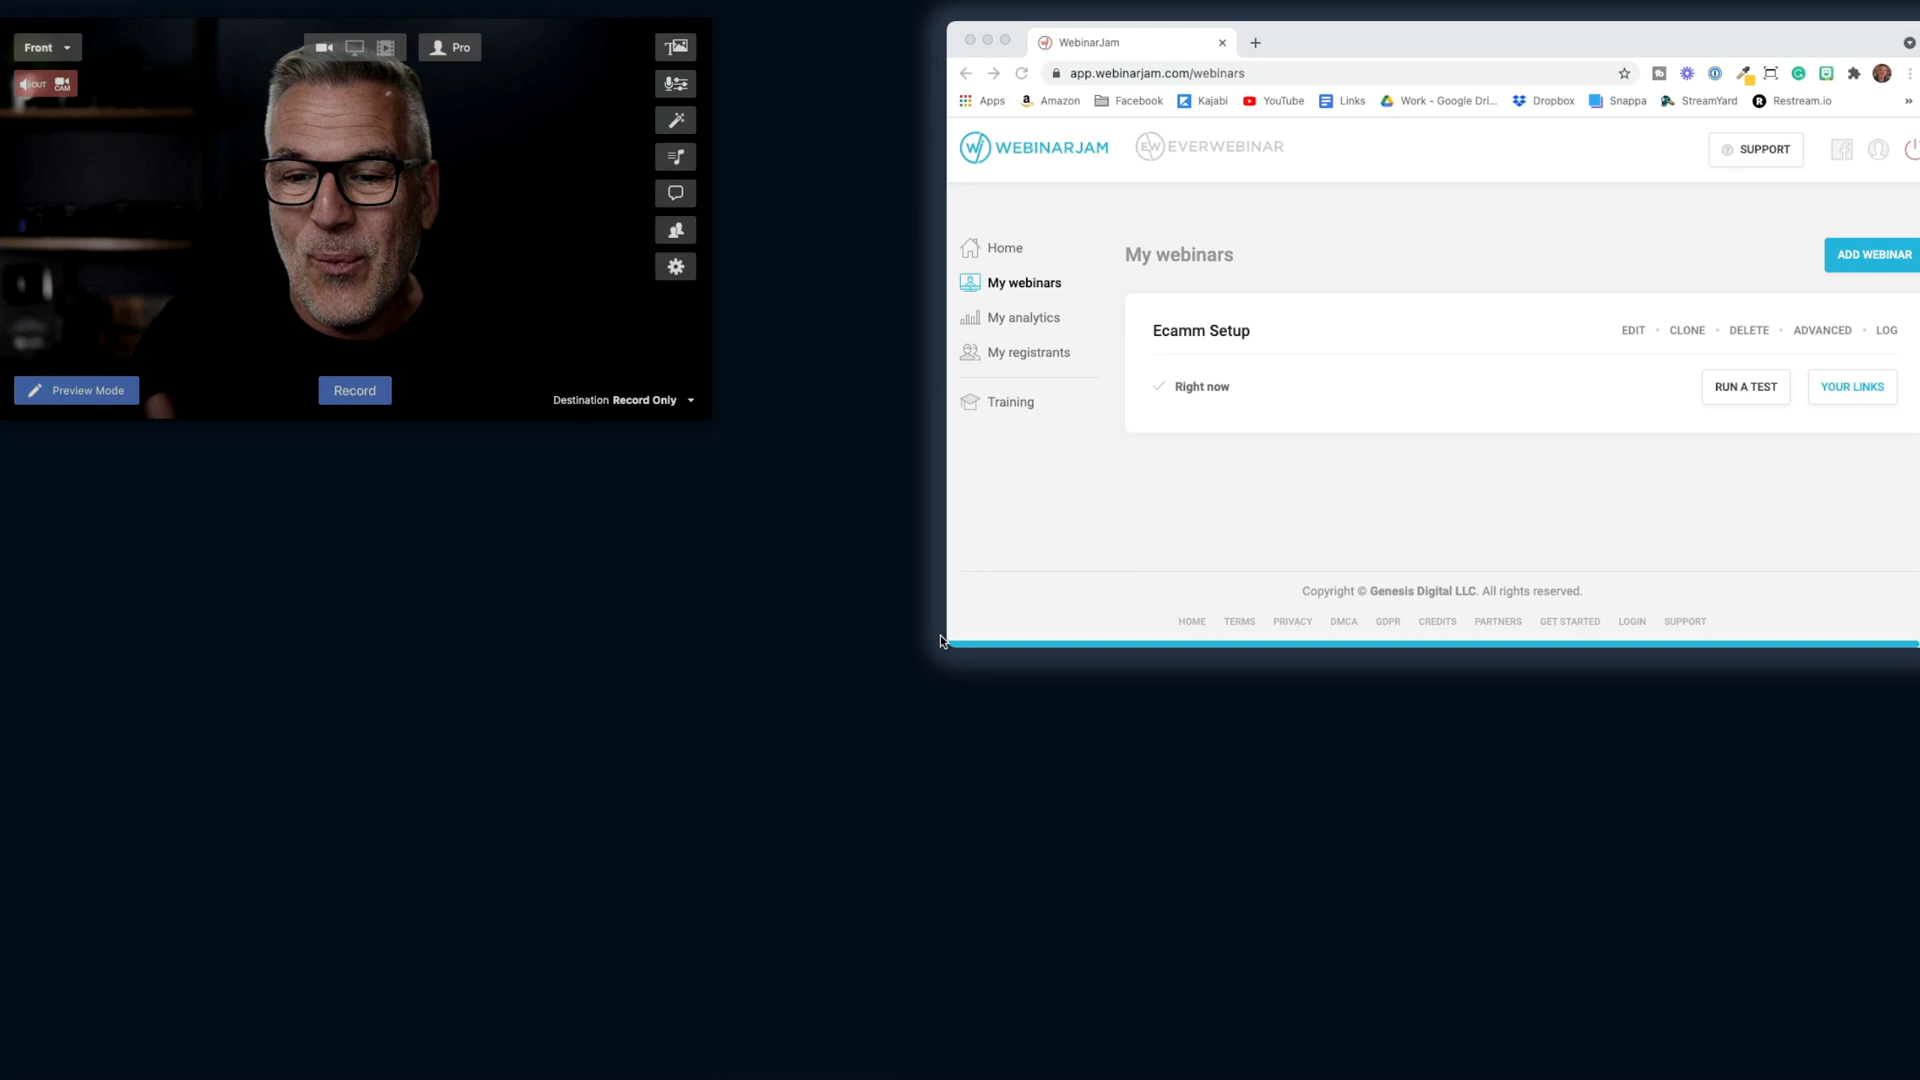 Front
Pro
OUT CAM
Preview Mode
Record
Destination Record Only
WebinarJam
app.webinarjam.com/webinars
Apps Amazon Facebook Kajabi YouTube Links Work - Google Dri... Dropbox Snappa StreamYard Restream.io »
WEBINARJAM EVERWEBINAR
SUPPORT
Home
My webinars
My analytics
My registrants
Training
My webinars
ADD WEBINAR
Ecamm Setup
EDIT • CLONE • DELETE • ADVANCED • LOG
Right now
RUN A TEST
YOUR LINKS
Copyright © Genesis Digital LLC. All rights reserved.
HOME TERMS PRIVACY DMCA GDPR CREDITS PARTNERS GET STARTED LOGIN SUPPORT